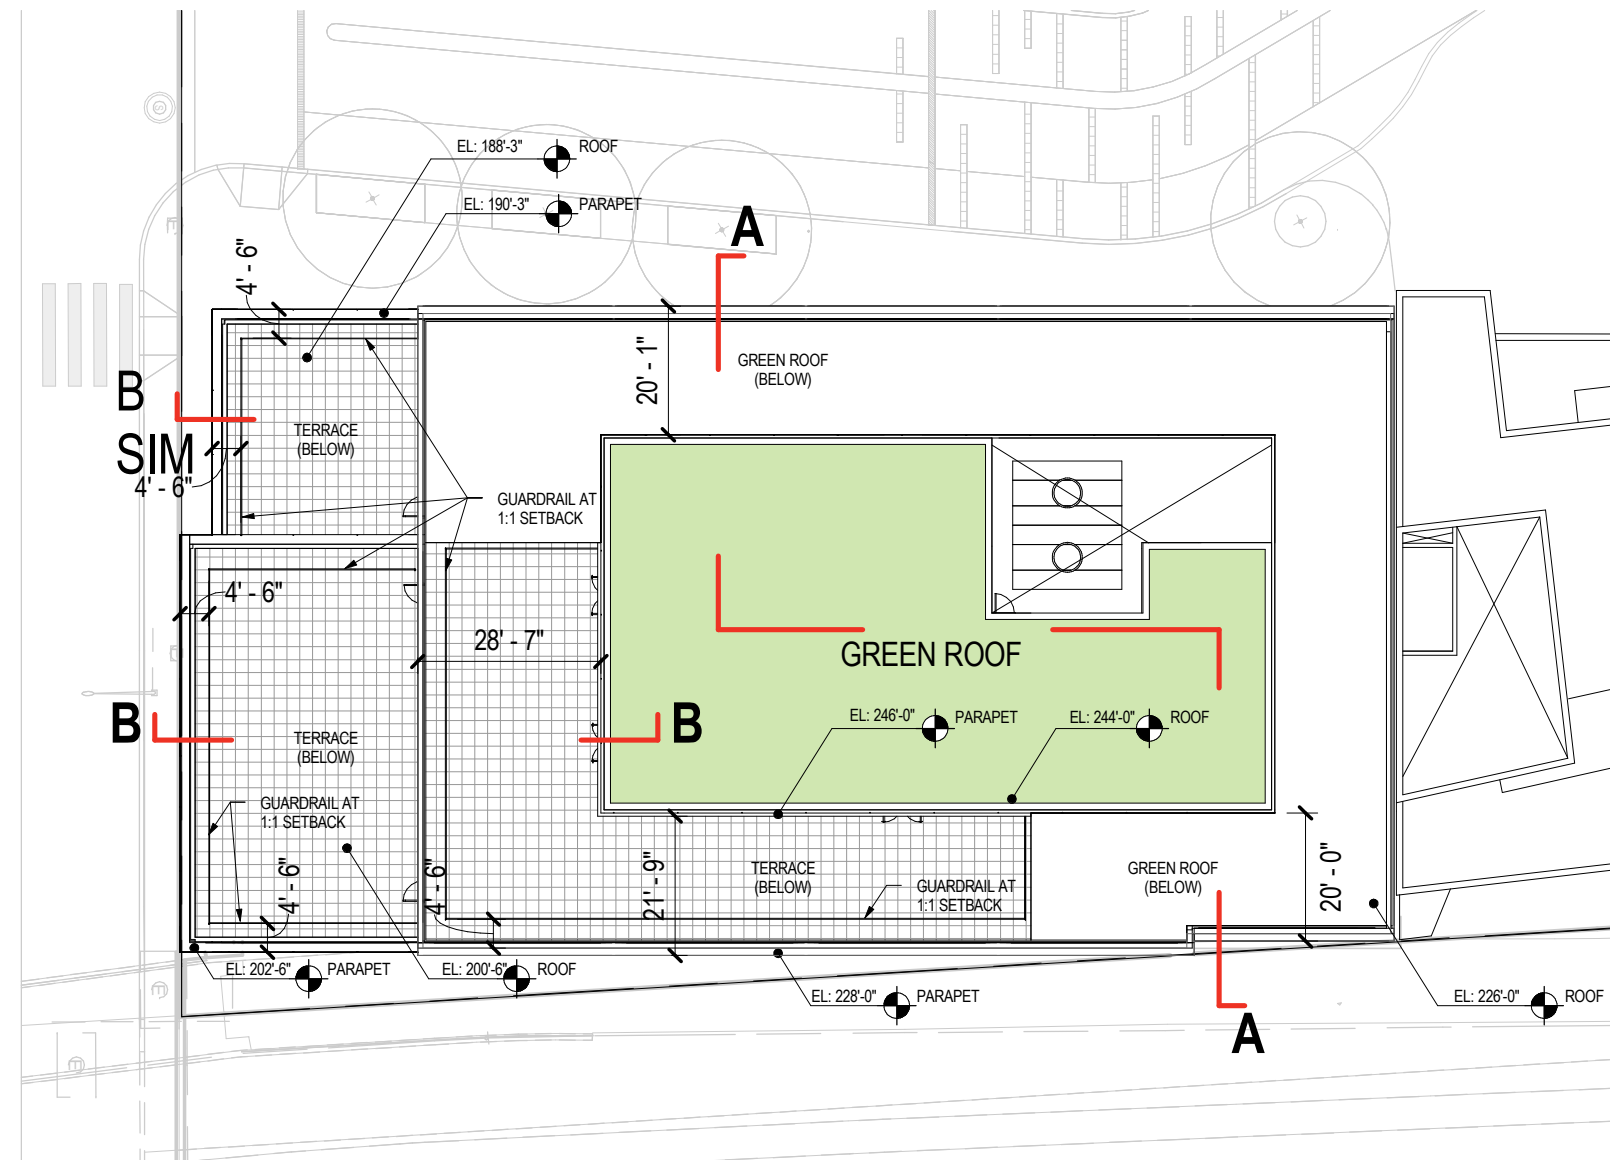 EL: 188'-3" ROOF
EL: 190'-3" PARAPET
A
4' - 6"
20' - 1"
GREEN ROOF
(BELOW)
B
SIM
4' - 6"
TERRACE
(BELOW)
GUARDRAIL AT
1:1 SETBACK
4' - 6"
28' - 7"
GREEN ROOF
B
B
EL: 246'-0" PARAPET
EL: 244'-0" ROOF
TERRACE
(BELOW)
GUARDRAIL AT
1:1 SETBACK
4' - 6"
4' - 6"
21' - 9"
TERRACE
(BELOW)
GUARDRAIL AT
1:1 SETBACK
GREEN ROOF
(BELOW)
20' - 0"
EL: 202'-6" PARAPET
EL: 200'-6" ROOF
EL: 228'-0" PARAPET
EL: 226'-0" ROOF
A